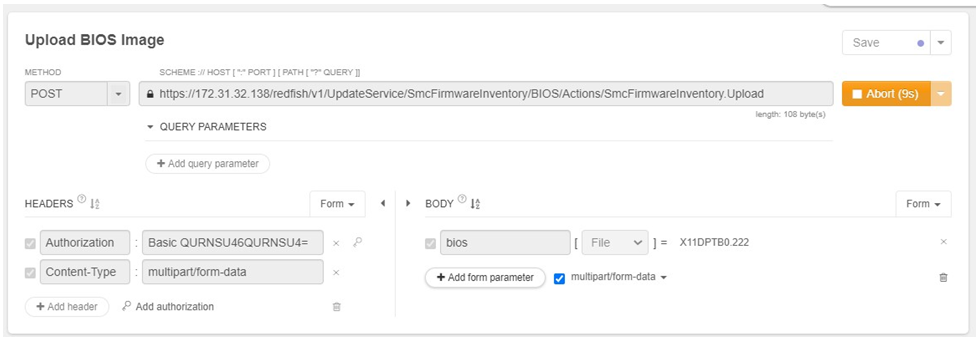 Upload BIOS Image
Save
METHOD
SCHEME :// HOST [ ":" PORT ] [ PATH [ "?" QUERY ]]
POST
https://172.31.32.138/redfish/v1/UpdateService/SmcFirmwareInventory/BIOS/Actions/SmcFirmwareInventory.Upload
Abort (9s)
length: 108 byte(s)
QUERY PARAMETERS
+ Add query parameter
HEADERS ? A Z
Form
BODY ? A Z
Form
Authorization : Basic QURNSU46QURNSU4= ×
Content-Type : multipart/form-data ×
+ Add header
Add authorization
bios [ File ] = X11DPTB0.222 ×
+ Add form parameter
multipart/form-data